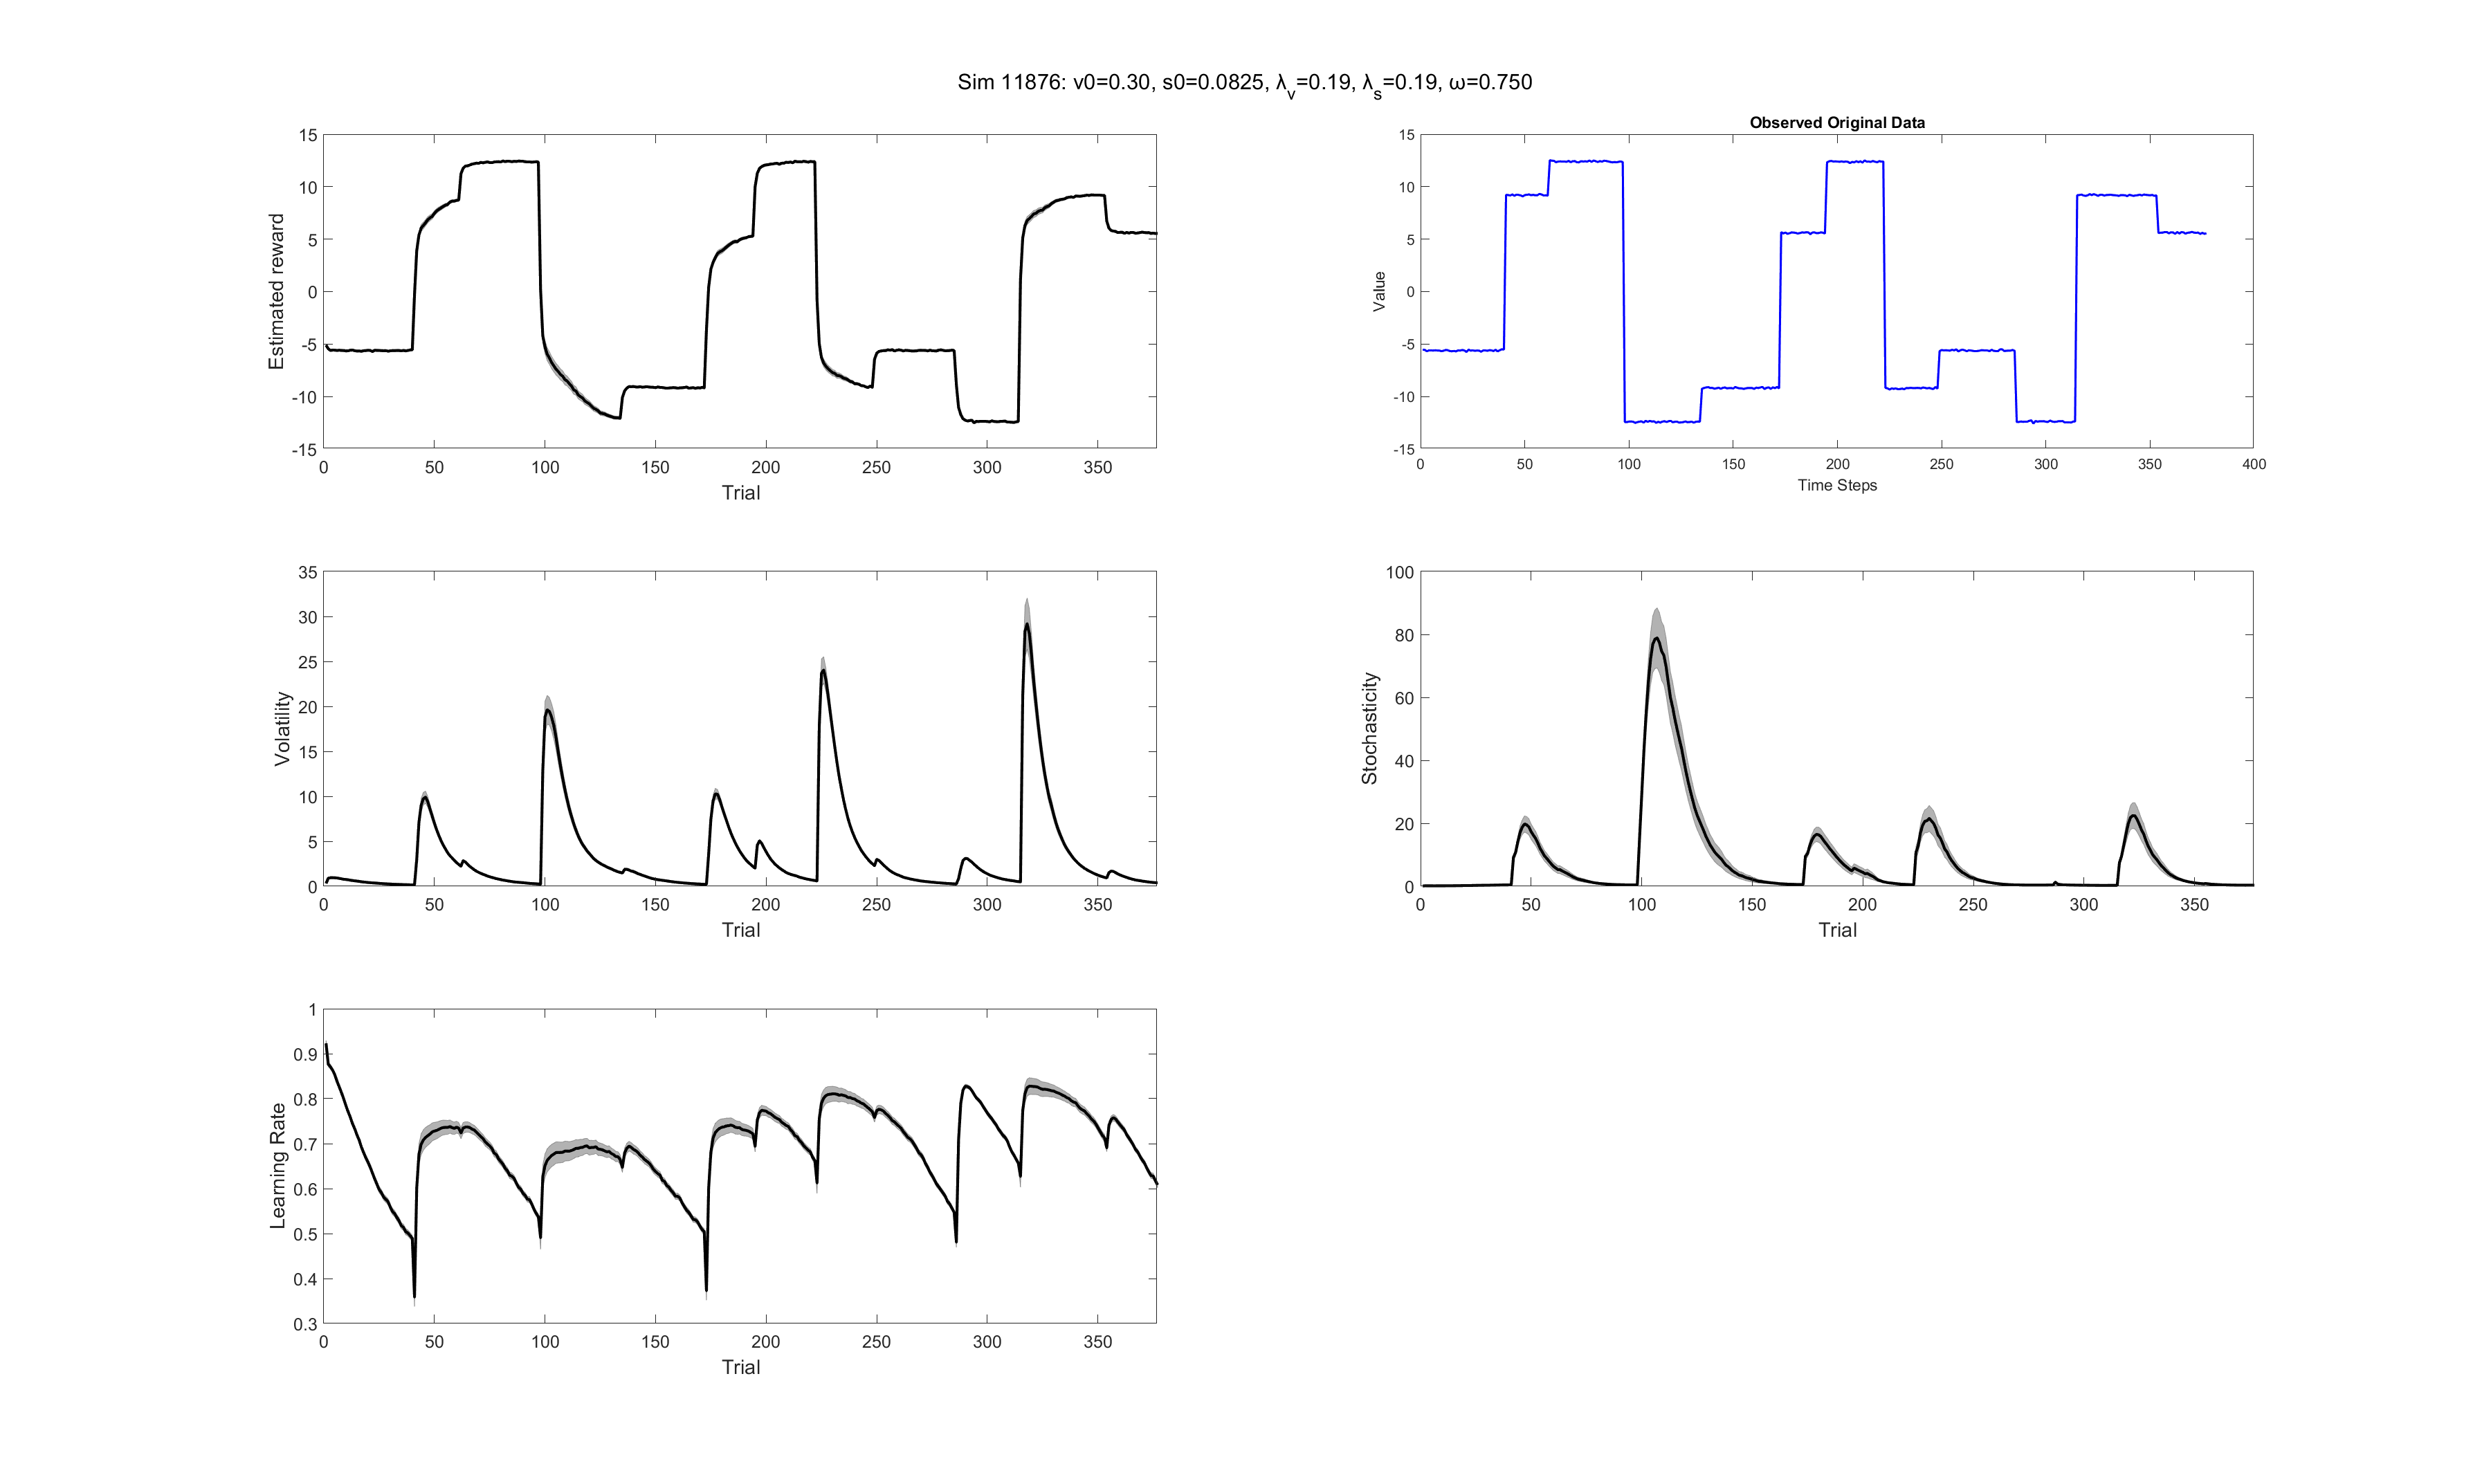 Sim 11876: v0=0.30, s0=0.0825, λv=0.19, λs=0.19, ω=0.750
15
10
5
0
-5
-10
-15
0 50 100 150 200 250 300 350
Estimated reward
Trial
Observed Original Data
15
10
5
0
-5
-10
-15
0 50 100 150 200 250 300 350 400
Value
Time Steps
35
30
25
20
15
10
5
0
0 50 100 150 200 250 300 350
Volatility
Trial
100
80
60
40
20
0
0 50 100 150 200 250 300 350
Stochasticity
Trial
1
0.9
0.8
0.7
0.6
0.5
0.4
0.3
0 50 100 150 200 250 300 350
Learning Rate
Trial